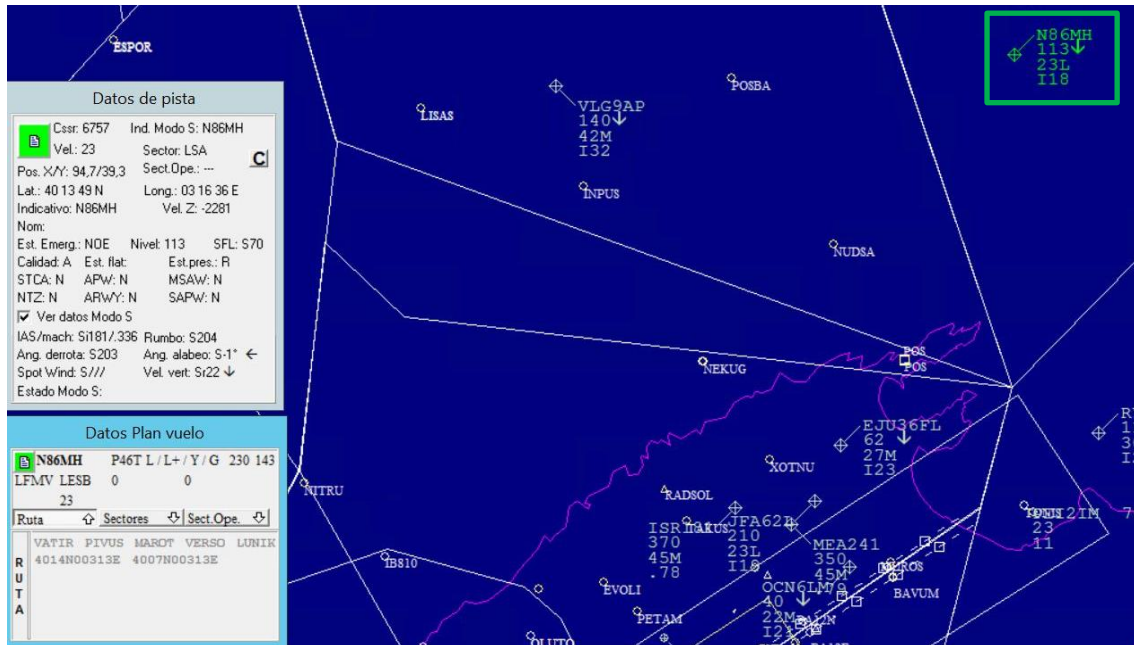 Datos de pista
Cssr: 6757 Ind. Modo S: N86MH
Vel.: 23 Sector: LSA C
Pos. X/Y: 94,7/39,3 Sect.Ope.: ---
Lat.: 40 13 49 N Long.: 03 16 36 E
Indicativo: N86MH Vel. Z: -2281
Nom:
Est. Emerg.: NOE Nivel: 113 SFL: S70
Calidad: A Est. flat: Est.pres.: R
STCA: N APW: N MSAW: N
NTZ: N ARWY: N SAPW: N
Ver datos Modo S
IAS/mach: Si181/.336 Rumbo: S204
Ang. derrota: S203 Ang. alabeo: S-1° ←
Spot Wind: S/// Vel. vert: Sr22 ↓
Estado Modo S:
Datos Plan vuelo
N86MH P46T L / L+ / Y / G 230 143
LFMV LESB 0 0
23
Ruta Sectores Sect.Ope.
RUTA
VATIR PIVUS MAROT VERSO LUNIK
4014N00313E 4007N00313E
ESPOR
LISAS
VLG9AP
140↓
42M
I32
POSBA
N86MH
113↓
23L
I18
INPUS
NUDSA
NEKUG
POS
POS
EJU36FL
62↓
27M
I23
XOTNU
RADSOL
NITRU
ISR
370
45M
.78
210
23L
MEA241
350
45M
23
11
7
IB810
EVOLI
PETAM
OCN6LM
40↓
22M
BAVUM